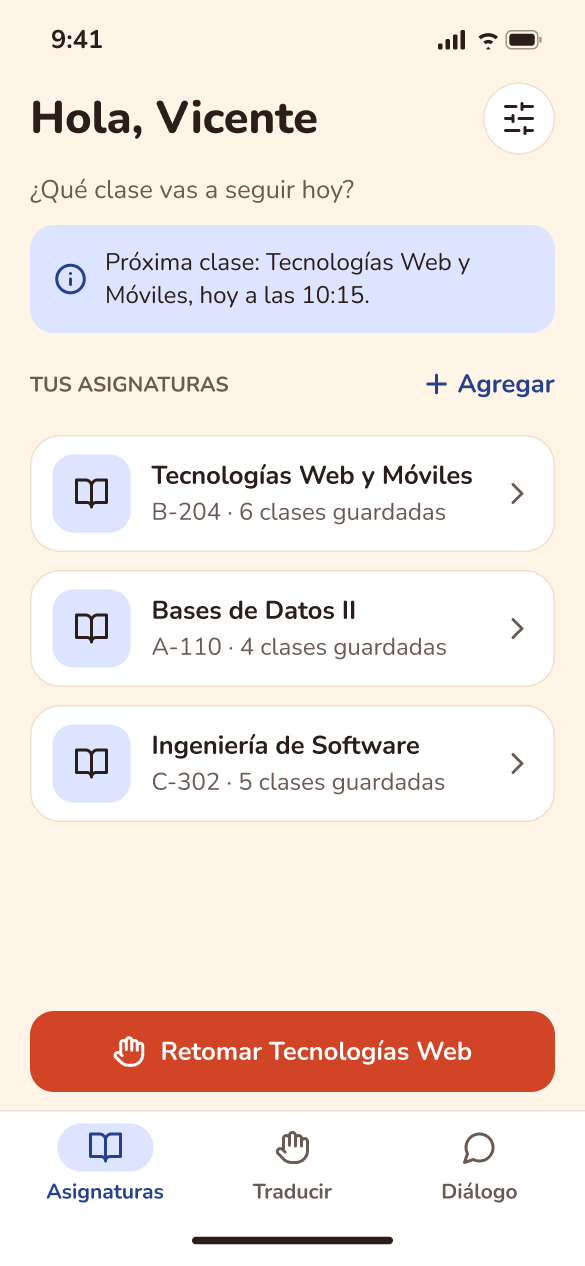 9:41
Hola, Vicente
¿Qué clase vas a seguir hoy?
Próxima clase: Tecnologías Web y
Móviles, hoy a las 10:15.
TUS ASIGNATURAS
+ Agregar
Tecnologías Web y Móviles
B-204 · 6 clases guardadas
Bases de Datos II
A-110 · 4 clases guardadas
Ingeniería de Software
C-302 · 5 clases guardadas
Retomar Tecnologías Web
Asignaturas
Traducir
Diálogo